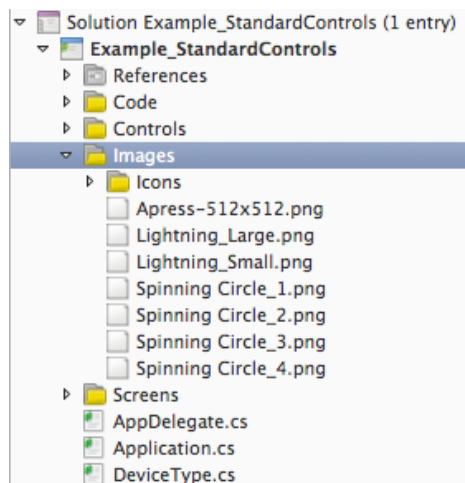 Solution Example_StandardControls (1 entry)
Example_StandardControls
References
Code
Controls
Images
Icons
Apress-512x512.png
Lightning_Large.png
Lightning_Small.png
Spinning Circle_1.png
Spinning Circle_2.png
Spinning Circle_3.png
Spinning Circle_4.png
Screens
AppDelegate.cs
Application.cs
DeviceType.cs